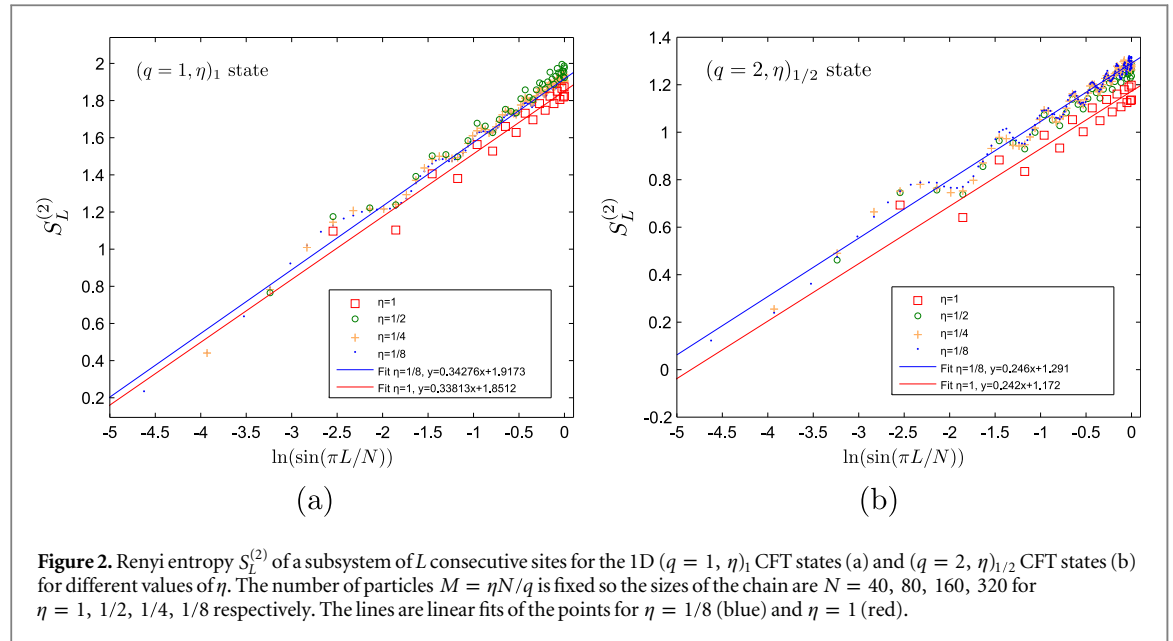 (q = 1, η)₁ state
2
1.8
1.6
1.4
1.2
1
0.8
0.6
0.4
0.2
S_L^{(2)}
η=1
η=1/2
η=1/4
η=1/8
Fit η=1/8, y=0.34276x+1.9173
Fit η=1, y=0.33813x+1.8512
-5 -4.5 -4 -3.5 -3 -2.5 -2 -1.5 -1 -0.5 0
ln(sin(πL/N))
(a)
(q = 2, η)_{1/2} state
1.4
1.2
1
0.8
0.6
0.4
0.2
0
-0.2
S_L^{(2)}
η=1
η=1/2
η=1/4
η=1/8
Fit η=1/8, y=0.246x+1.291
Fit η=1, y=0.242x+1.172
-5 -4.5 -4 -3.5 -3 -2.5 -2 -1.5 -1 -0.5 0
ln(sin(πL/N))
(b)
Figure 2. Renyi entropy S_L^{(2)} of a subsystem of L consecutive sites for the 1D (q = 1, η)₁ CFT states (a) and (q = 2, η)_{1/2} CFT states (b)
for different values of η. The number of particles M = ηN/q is fixed so the sizes of the chain are N = 40, 80, 160, 320 for
η = 1, 1/2, 1/4, 1/8 respectively. The lines are linear fits of the points for η = 1/8 (blue) and η = 1 (red).